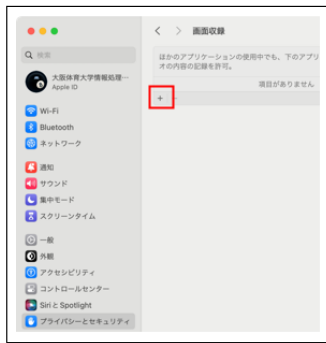 画面収録
検索
ほかのアプリケーションの使用中でも、下のアプリ
オの内容の記録を許可。
大阪体育大学情報処理…
Apple ID
項目がありません
+ −
Wi-Fi
Bluetooth
ネットワーク
通知
サウンド
集中モード
スクリーンタイム
一般
外観
アクセシビリティ
コントロールセンター
Siri と Spotlight
プライバシーとセキュリティ